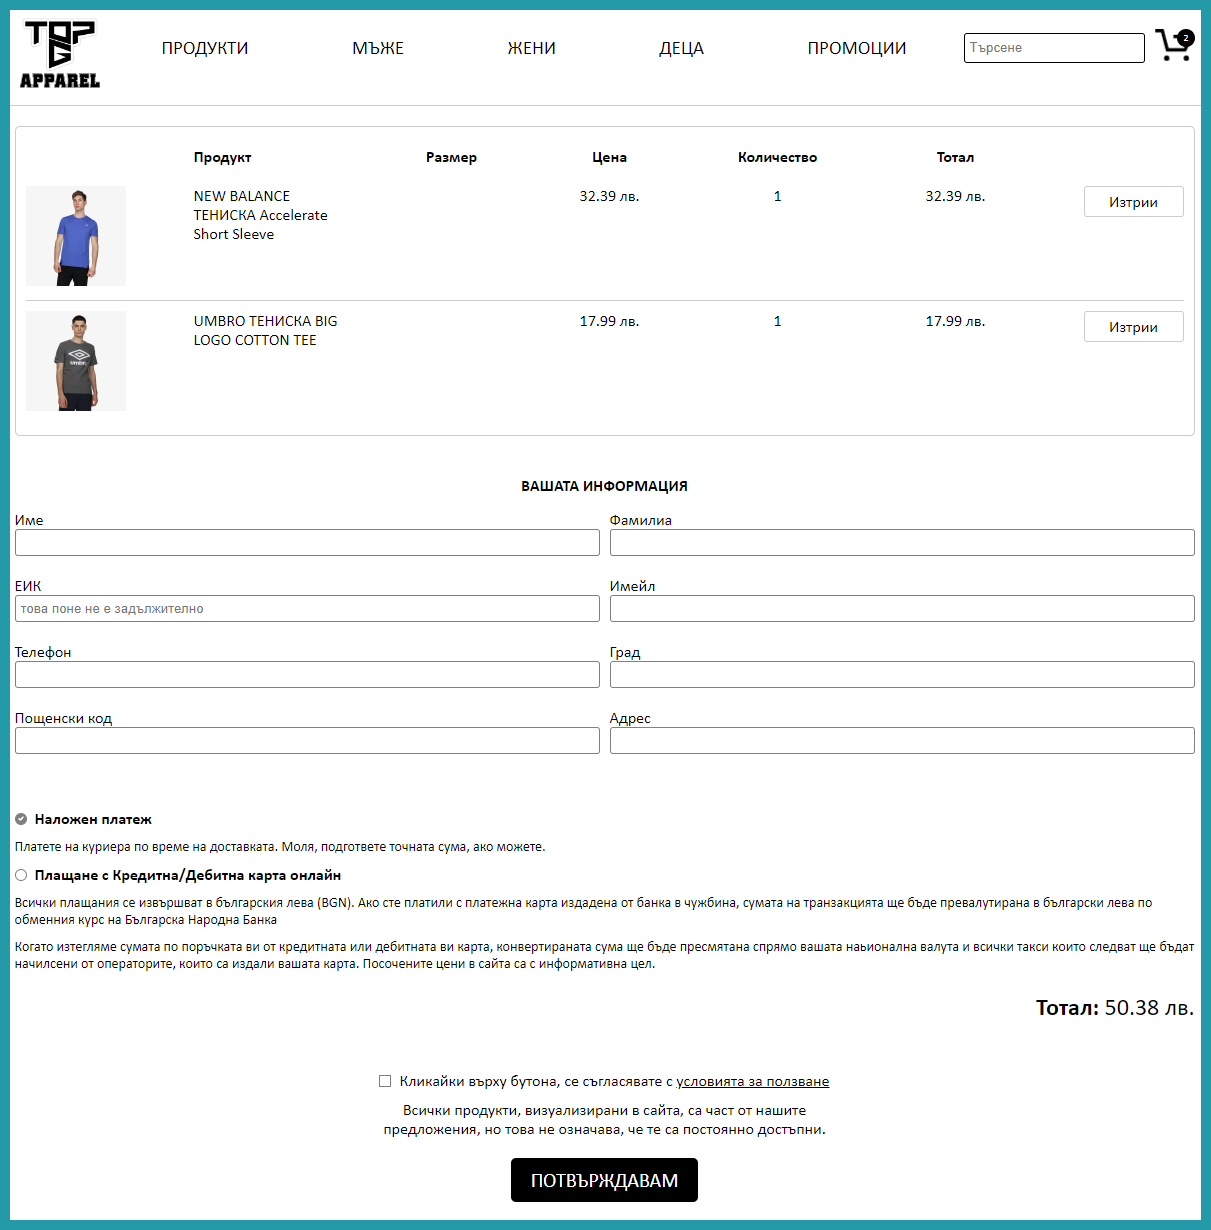 TOP G
APPAREL
ПРОДУКТИ МЪЖЕ ЖЕНИ ДЕЦА ПРОМОЦИИ Търсене 2
Продукт Размер Цена Количество Тотал
NEW BALANCE 32.39 лв. 1 32.39 лв. Изтрии
ТЕНИСКА Accelerate
Short Sleeve
UMBRO ТЕНИСКА BIG 17.99 лв. 1 17.99 лв. Изтрии
LOGO COTTON TEE
umbro
ВАШАТА ИНФОРМАЦИЯ
Име Фамилиа
ЕИК Имейл
това поне не е задължително
Телефон Град
Пощенски код Адрес
Наложен платеж
Платете на куриера по време на доставката. Моля, подгответе точната сума, ако можете.
Плащане с Кредитна/Дебитна карта онлайн
Всички плащания се извършват в българския лева (BGN). Ако сте платили с платежна карта издадена от банка в чужбина, сумата на транзакцията ще бъде превалутирана в български лева по
обменния курс на Българска Народна Банка
Когато изтегляме сумата по поръчката ви от кредитната или дебитната ви карта, конвертираната сума ще бъде пресмятана спрямо вашата наьионална валута и всички такси които следват ще бъдат
начилсени от операторите, които са издали вашата карта. Посочените цени в сайта са с информативна цел.
Тотал: 50.38 лв.
Кликайки върху бутона, се съгласявате с условията за ползване
Всички продукти, визуализирани в сайта, са част от нашите
предложения, но това не означава, че те са постоянно достъпни.
ПОТВЪРЖДАВАМ